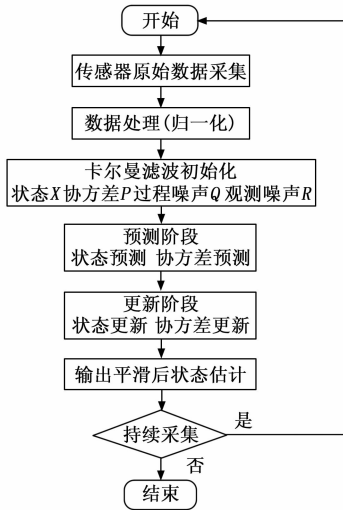 开始
传感器原始数据采集
数据处理(归一化)
卡尔曼滤波初始化
状态X 协方差P 过程噪声Q 观测噪声R
预测阶段
状态预测 协方差预测
更新阶段
状态更新 协方差更新
输出平滑后状态估计
持续采集
是
否
结束